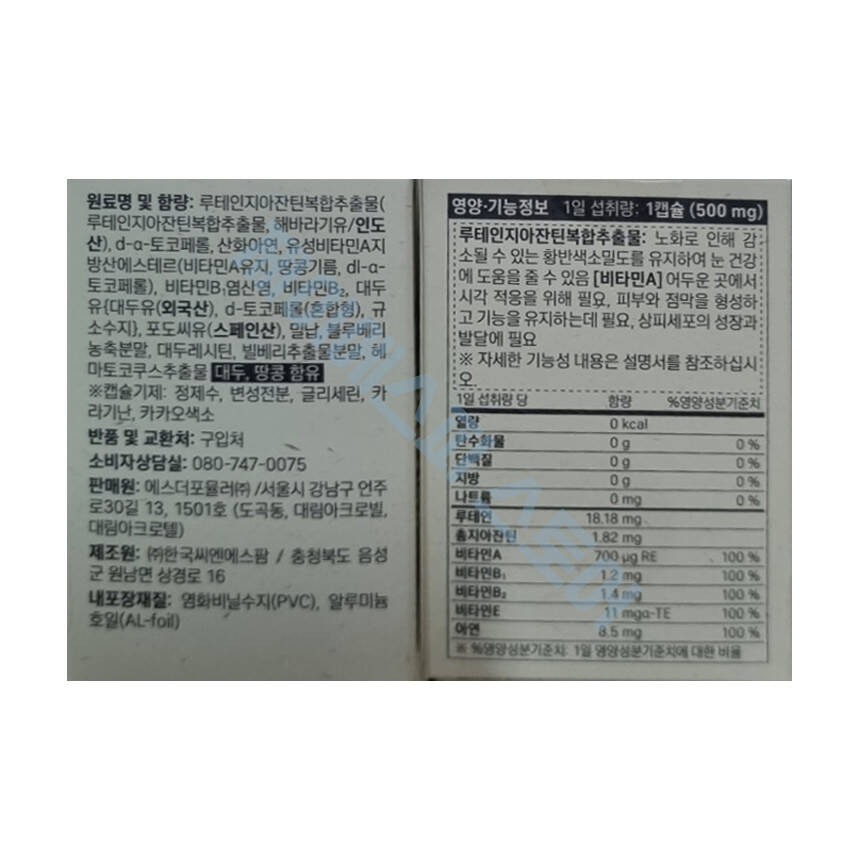 원료명 및 함량: 루테인지아잔틴복합추출물(
루테인지아잔틴복합추출물, 해바라기유/인도
산), d-α-토코페롤, 산화아연, 유성비타민A지
방산에스테르(비타민A유지, 땅콩기름, dl-α-
토코페롤), 비타민B₁염산염, 비타민B₂, 대두
유{대두유(외국산), d-토코페롤(혼합형), 규
소수지}, 포도씨유(스페인산), 밀납, 블루베리
농축분말, 대두레시틴, 빌베리추출물분말, 헤
마토코쿠스추출물 대두, 땅콩 함유
※캡슐기제: 정제수, 변성전분, 글리세린, 카
라기난, 카카오색소
반품 및 교환처: 구입처
소비자상담실: 080-747-0075
판매원: 에스더포뮬러㈜/서울시 강남구 언주
로30길 13, 1501호 (도곡동, 대림아크로빌,
대림아크로텔)
제조원: ㈜한국씨엔에스팜 / 충청북도 음성
군 원남면 상경로 16
내포장재질: 염화비닐수지(PVC), 알루미늄
호일(AL-foil)
영양·기능정보 1일 섭취량: 1캡슐 (500 mg)
루테인지아잔틴복합추출물: 노화로 인해 감
소될 수 있는 황반색소밀도를 유지하여 눈 건강
에 도움을 줄 수 있음 [비타민A] 어두운 곳에서
시각 적응을 위해 필요, 피부와 점막을 형성하
고 기능을 유지하는데 필요, 상피세포의 성장과
발달에 필요
※ 자세한 기능성 내용은 설명서를 참조하십시
오.
1일 섭취량 당 함량 %영양성분기준치
열량 0 kcal
탄수화물 0 g 0 %
단백질 0 g 0 %
지방 0 g 0 %
나트륨 0 mg 0 %
루테인 18.18 mg
총지아잔틴 1.82 mg
비타민A 700 µg RE 100 %
비타민B₁ 1.2 mg 100 %
비타민B₂ 1.4 mg 100 %
비타민E 11 mgα-TE 100 %
아연 8.5 mg 100 %
※ %영양성분기준치: 1일 영양성분기준치에 대한 비율